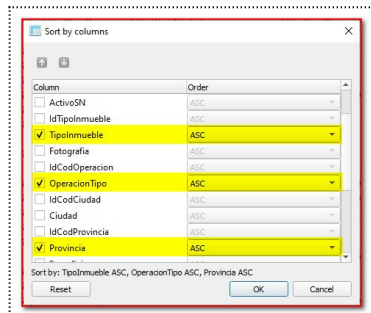 Sort by columns
Column Order
ActivoSN ASC
IdTipoInmueble ASC
TipoInmueble ASC
Fotografia ASC
IdCodOperacion ASC
OperacionTipo ASC
IdCodCiudad ASC
Ciudad ASC
IdCodProvincia ASC
Provincia ASC
Sort by: TipoInmueble ASC, OperacionTipo ASC, Provincia ASC
Reset OK Cancel